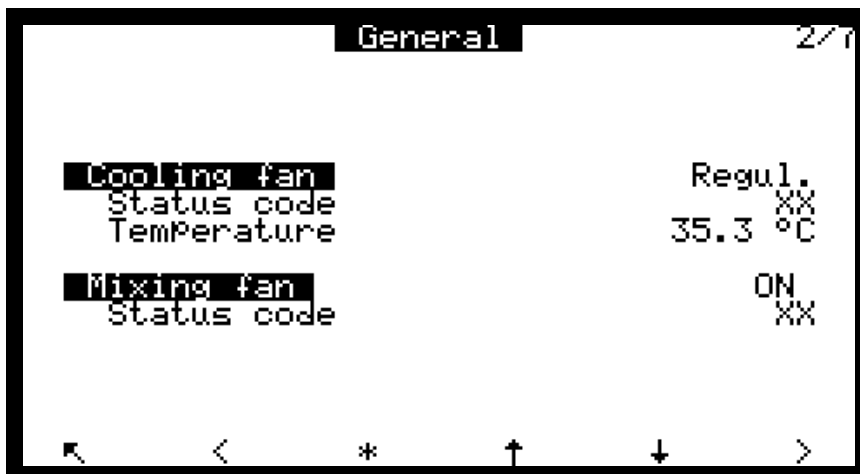 General 2/7
Cooling fan Regul.
Status code XX
Temperature 35.3 °C
Mixing fan ON
Status code XX
↖ < * ↑ ↓ >